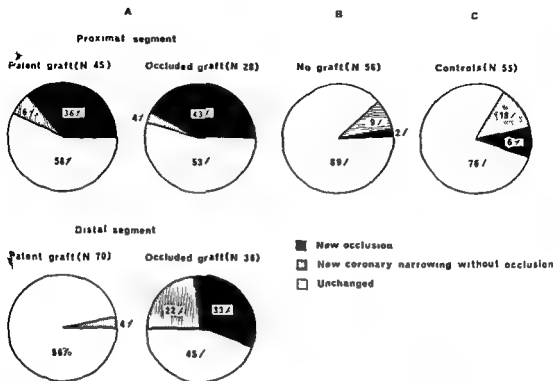 A
B
C
Proximal segment
Patent graft (N 45)
Occluded graft (N 28)
No graft (N 56)
Controls (N 55)
6%
36%
58%
4%
43%
53%
9%
2%
89%
18%
6%
76%
Distal segment
Patent graft (N 70)
Occluded graft (N 36)
4%
96%
22%
33%
45%
New occlusion
New coronary narrowing without occlusion
Unchanged